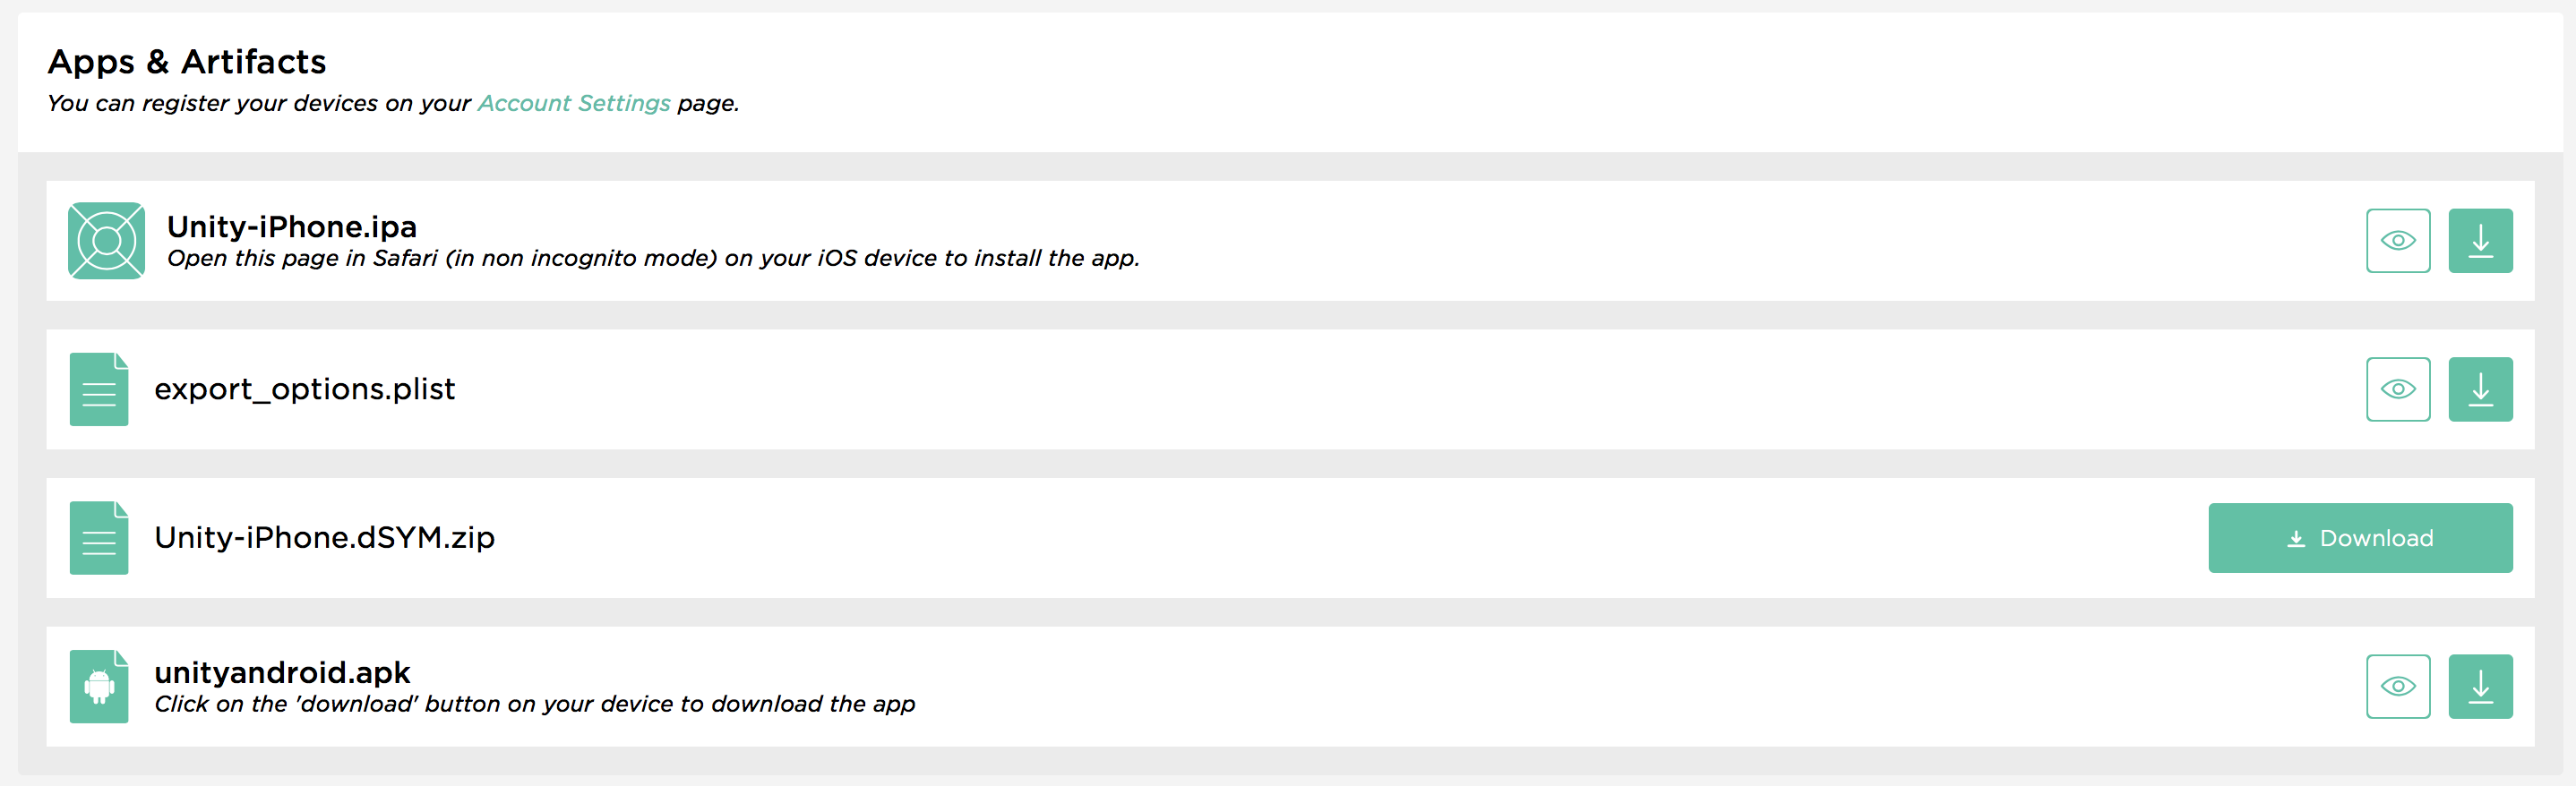 Apps & Artifacts
You can register your devices on your Account Settings page.
Unity-iPhone.ipa
Open this page in Safari (in non incognito mode) on your iOS device to install the app.
export_options.plist
Unity-iPhone.dSYM.zip
Download
unityandroid.apk
Click on the 'download' button on your device to download the app